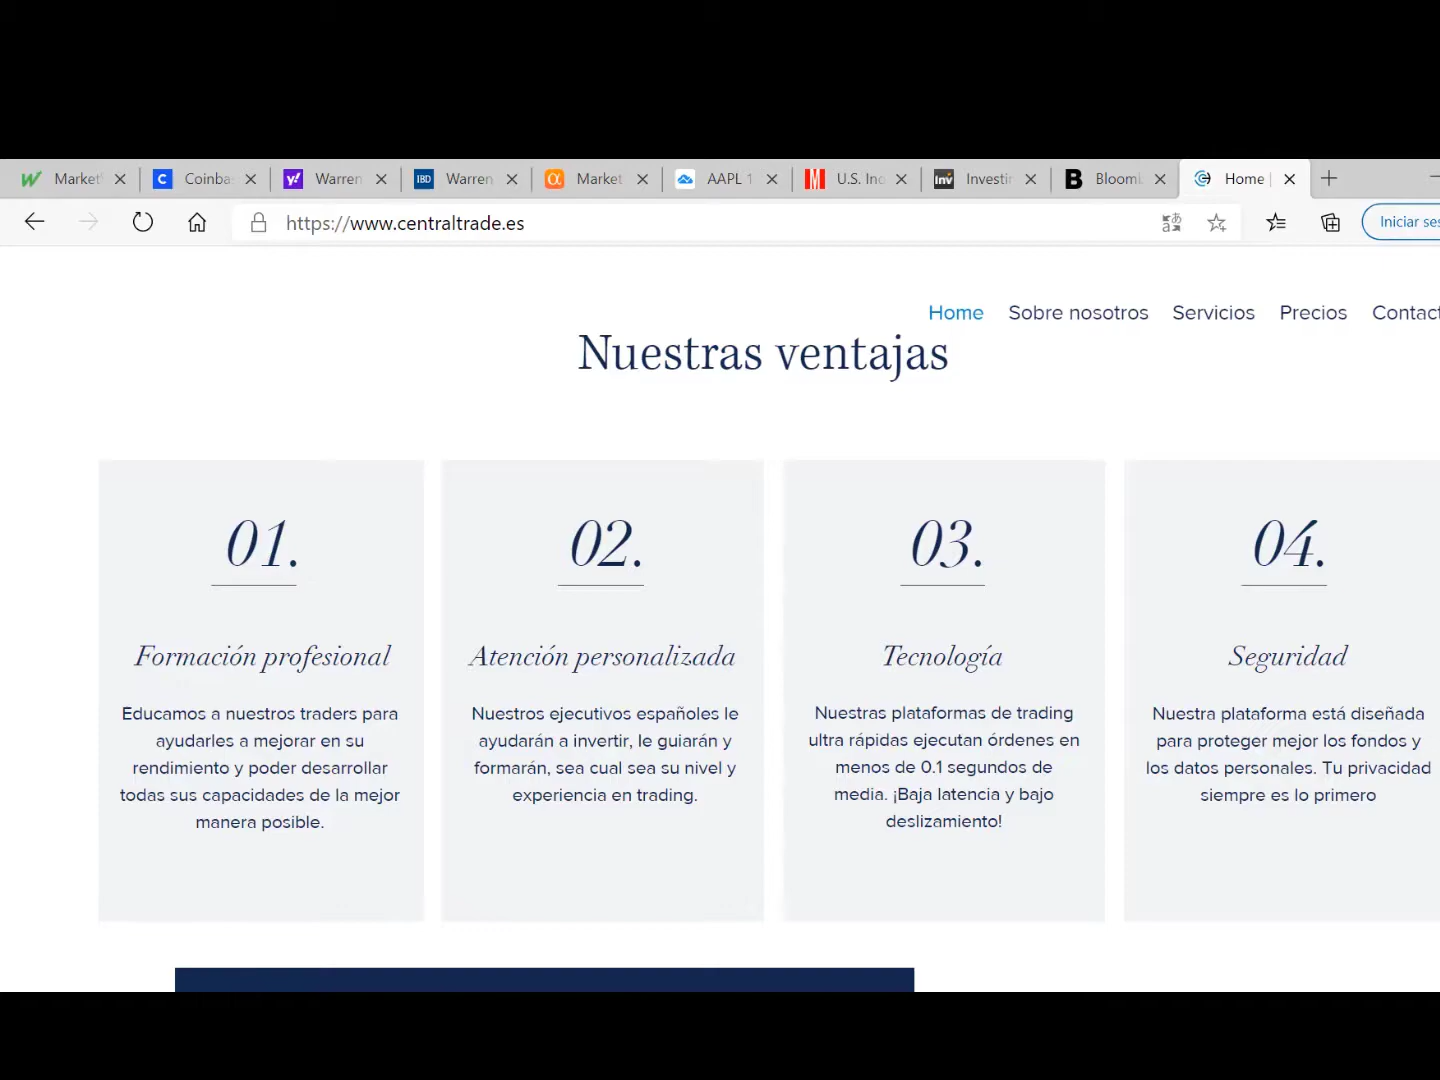 Market Coinba Warren Warren Market AAPL 1 U.S. Inc Investin Bloom Home
https://www.centraltrade.es Iniciar ses
Home Sobre nosotros Servicios Precios Contact
Nuestras ventajas
01. 02. 03. 04.
Formación profesional
Educamos a nuestros traders para
ayudarles a mejorar en su
rendimiento y poder desarrollar
todas sus capacidades de la mejor
manera posible.
Atención personalizada
Nuestros ejecutivos españoles le
ayudarán a invertir, le guiarán y
formarán, sea cual sea su nivel y
experiencia en trading.
Tecnología
Nuestras plataformas de trading
ultra rápidas ejecutan órdenes en
menos de 0.1 segundos de
media. ¡Baja latencia y bajo
deslizamiento!
Seguridad
Nuestra plataforma está diseñada
para proteger mejor los fondos y
los datos personales. Tu privacidad
siempre es lo primero